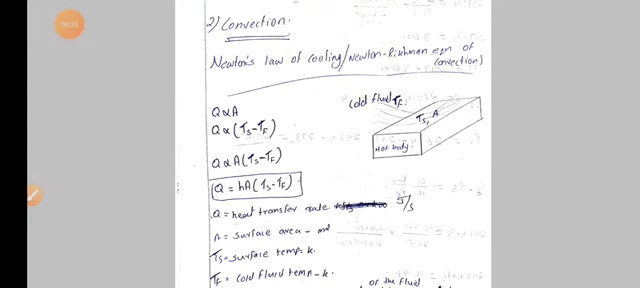 00:39
2) Convection.
Newton's law of cooling/Newton-Rikhman eqn of
convection)
Q∝A
Q∝(Ts-TF)
Q∝A(Ts-TF)
Q = hA(Ts-TF)
Cold fluid TF
Ts, A
Hot body
Q = heat transfer rate J/s
A = surface area - m²
Ts = surface temp - k.
TF = cold fluid temp - k.
of the fluid